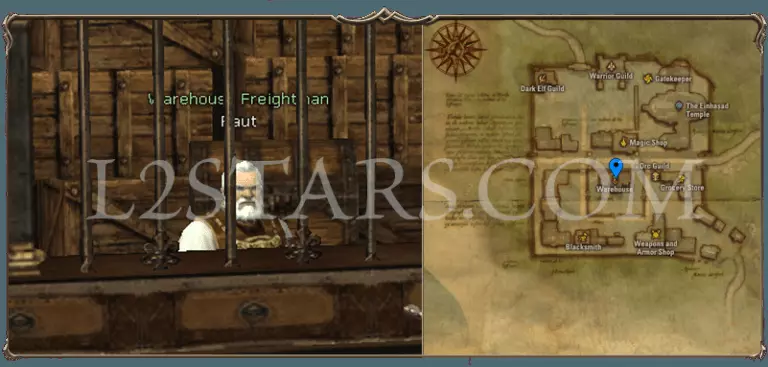 Warehouse Freightman
Raut
Warrior Guild
Gatekeeper
Dark Elf Guild
The Einhasad
Temple
Magic Shop
Orc Guild
Warehouse
Grocery Store
Blacksmith
Weapons and
Armor Shop
L2STARS.COM